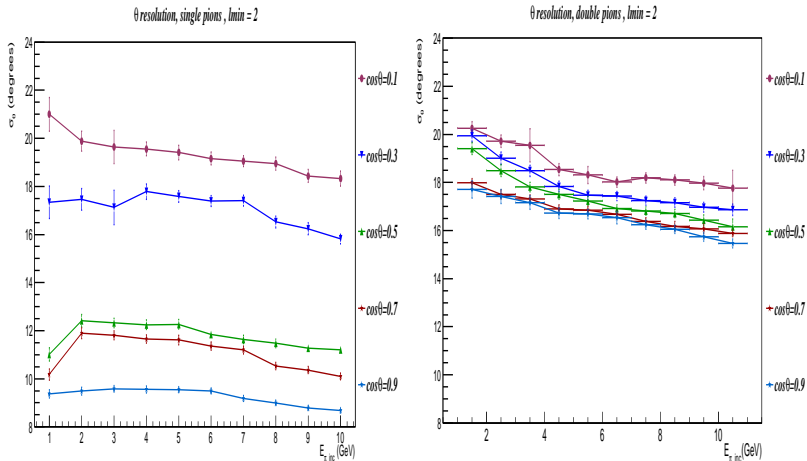 θ resolution, single pions , lmin = 2
σθ (degrees)
24
22
20
18
16
14
12
10
8
1 2 3 4 5 6 7 8 9 10
Eπ inc (GeV)
cosθ=0.1
cosθ=0.3
cosθ=0.5
cosθ=0.7
cosθ=0.9
θ resolution, double pions , lmin = 2
σθ (degrees)
24
22
20
18
16
14
12
10
8
2 4 6 8 10
Eπ inc (GeV)
cosθ=0.1
cosθ=0.3
cosθ=0.5
cosθ=0.7
cosθ=0.9